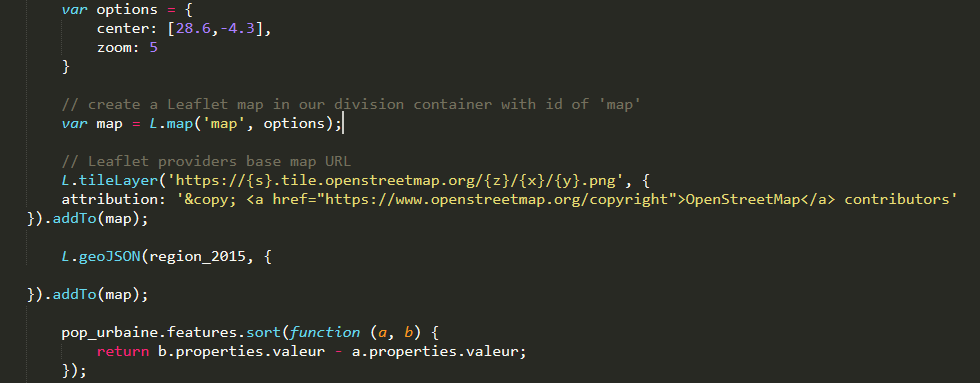 var options = {
center: [28.6,-4.3],
zoom: 5
}
// create a Leaflet map in our division container with id of 'map'
var map = L.map('map', options);
// Leaflet providers base map URL
L.tileLayer('https://{s}.tile.openstreetmap.org/{z}/{x}/{y}.png', {
attribution: '&copy; <a href="https://www.openstreetmap.org/copyright">OpenStreetMap</a> contributors'
}).addTo(map);
L.geoJSON(region_2015, {
}).addTo(map);
pop_urbaine.features.sort(function (a, b) {
return b.properties.valeur - a.properties.valeur;
});